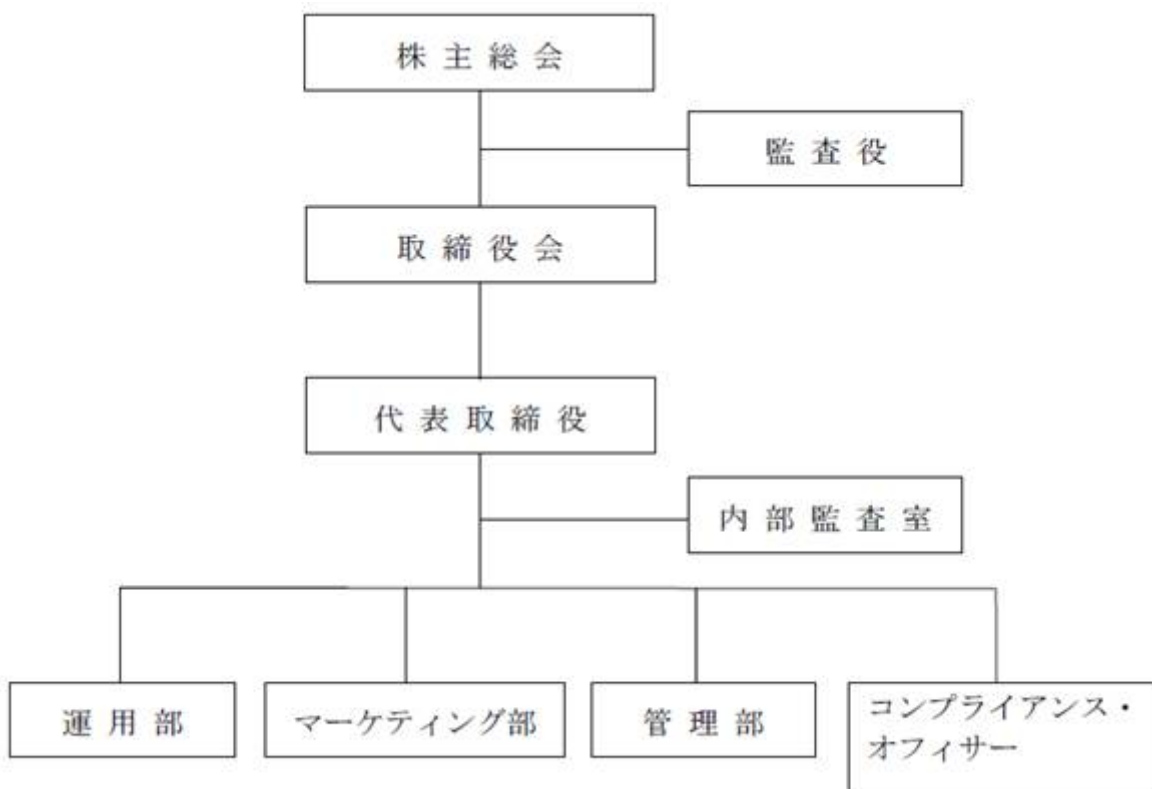 株主総会
監査役
取締役会
代表取締役
内部監査室
運用部
マーケティング部
管理部
コンプライアンス・
オフィサー